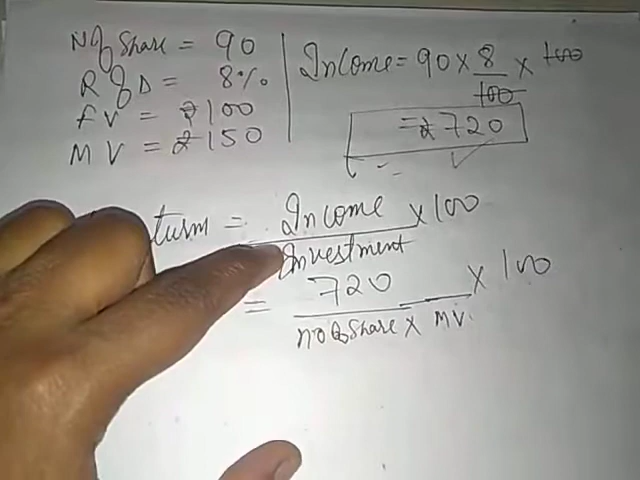 No of Share = 90
R of D = 8%
FV = ₹100
MV = ₹150
Income = 90 × 8/100 × 100
= ₹720
turn = Income/Investment × 100
= 720/no of Share × MV. × 100